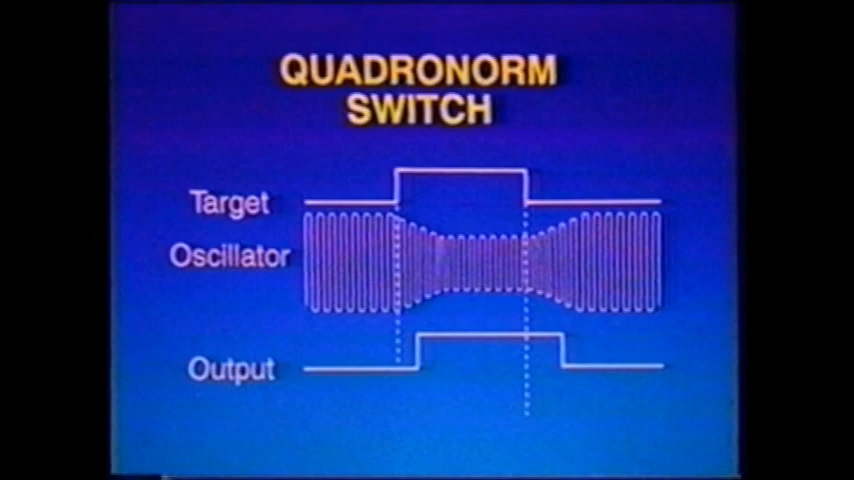 QUADRONORM
SWITCH
Target
Oscillator
Output